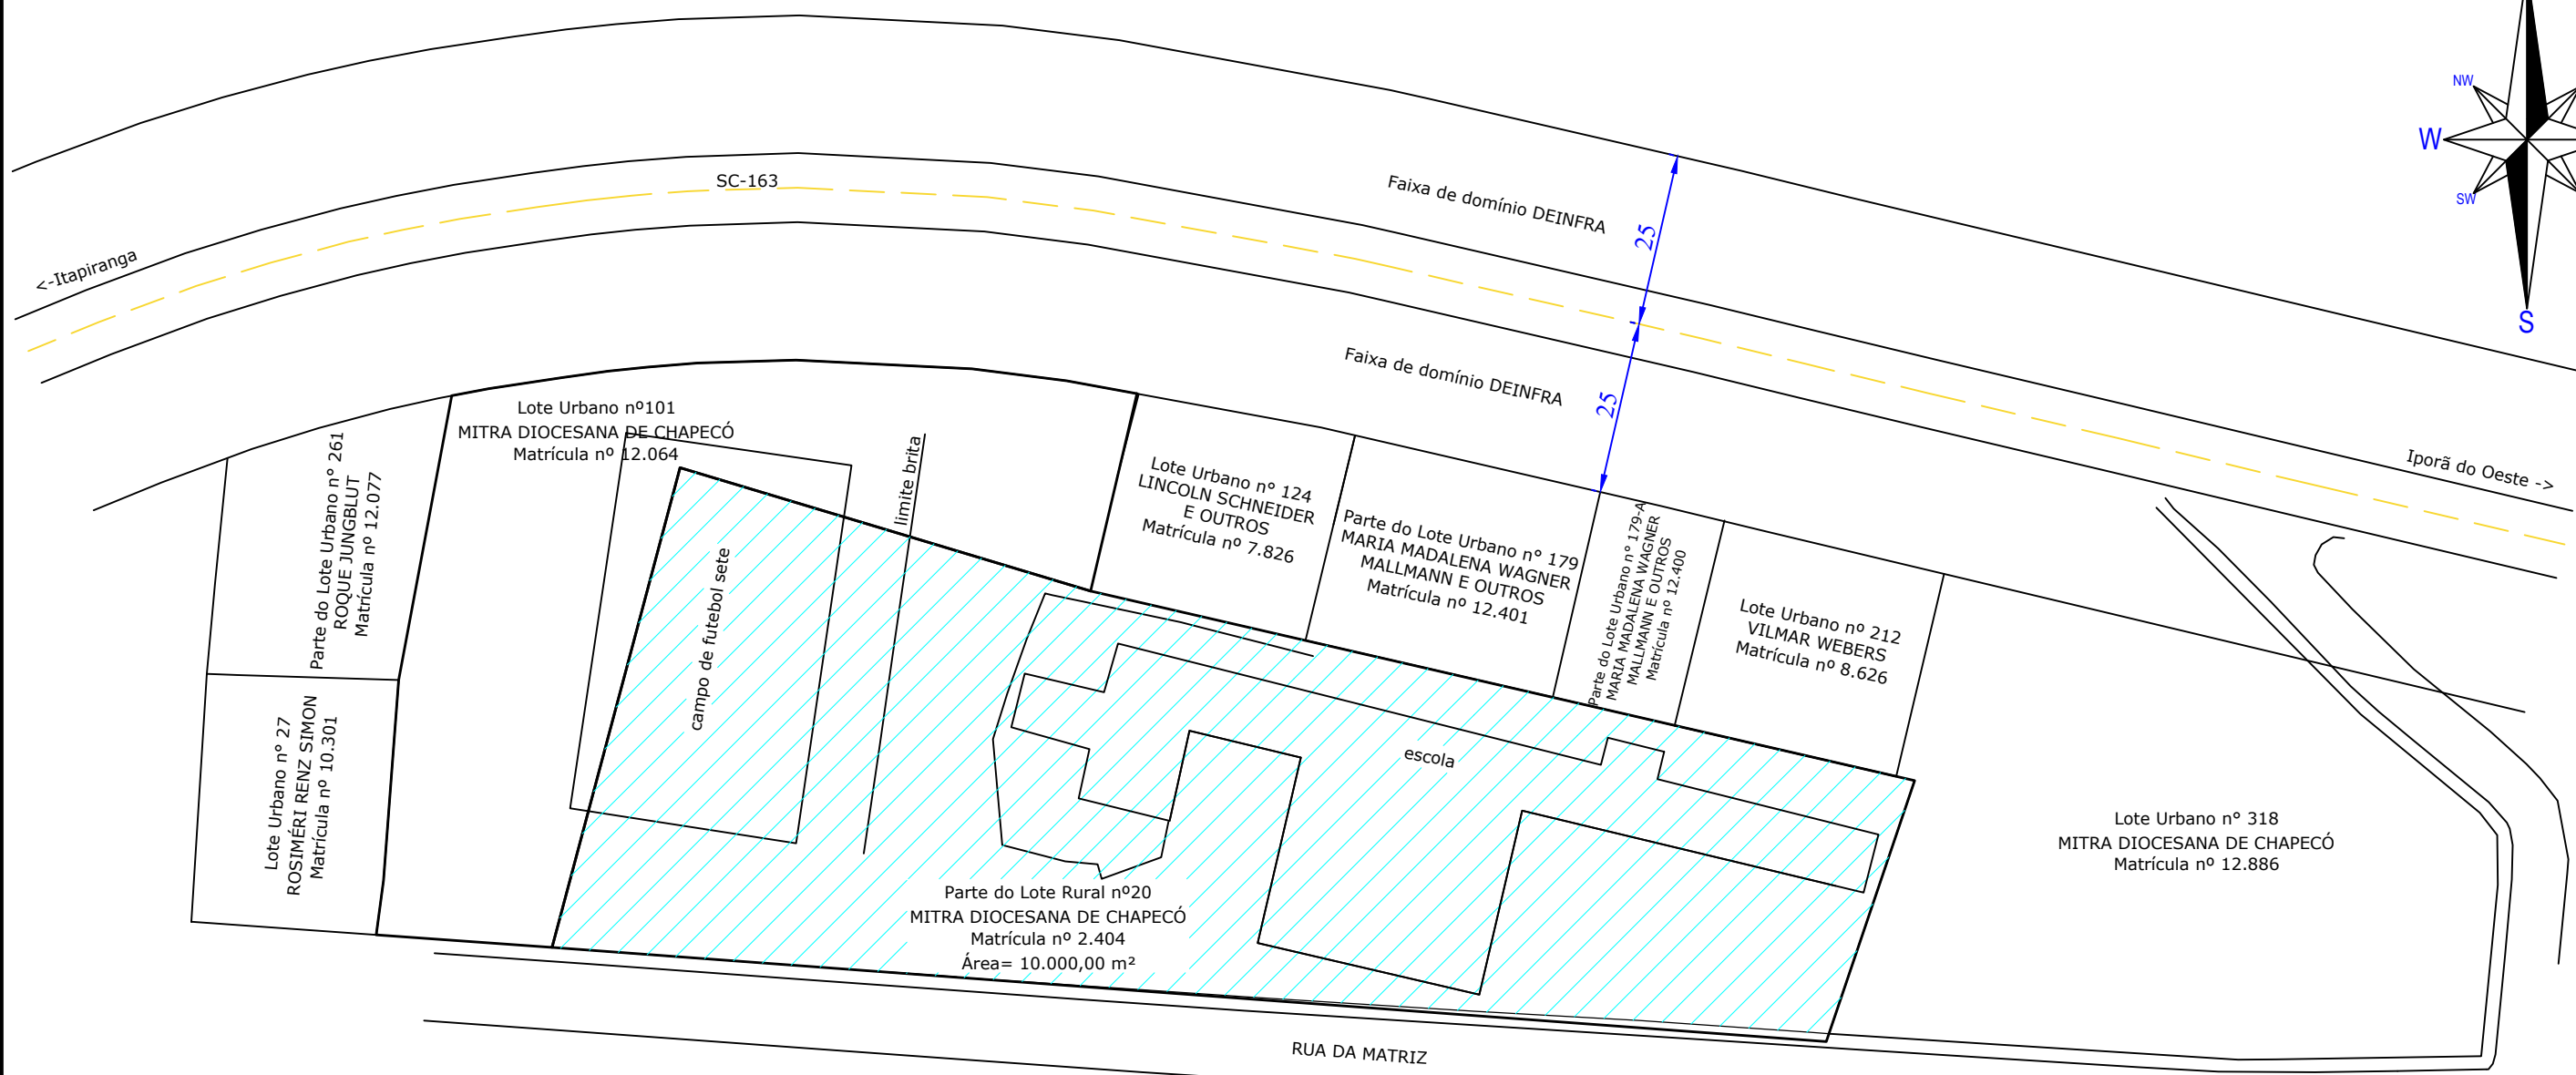 NW
W
SW
S
SC-163
<-Itapiranga
Faixa de domínio DEINFRA
25
Faixa de domínio DEINFRA
25
Iporã do Oeste ->
Lote Urbano nº101
MITRA DIOCESANA DE CHAPECÓ
Matrícula nº 12.064
Parte do Lote Urbano n° 261
ROQUE JUNGBLUT
Matrícula nº 12.077
Lote Urbano n° 27
ROSIMÉRI RENZ SIMON
Matrícula nº 10.301
campo de futebol sete
limite brita
Lote Urbano n° 124
LINCOLN SCHNEIDER
E OUTROS
Matrícula nº 7.826
Parte do Lote Urbano n° 179
MARIA MADALENA WAGNER
MALLMANN E OUTROS
Matrícula nº 12.401
Parte do Lote Urbano n° 179-A
MARIA MADALENA WAGNER
MALLMANN E OUTROS
Matrícula nº 12.400
Lote Urbano nº 212
VILMAR WEBERS
Matrícula nº 8.626
escola
Lote Urbano n° 318
MITRA DIOCESANA DE CHAPECÓ
Matrícula nº 12.886
Parte do Lote Rural nº20
MITRA DIOCESANA DE CHAPECÓ
Matrícula nº 2.404
Área= 10.000,00 m²
RUA DA MATRIZ